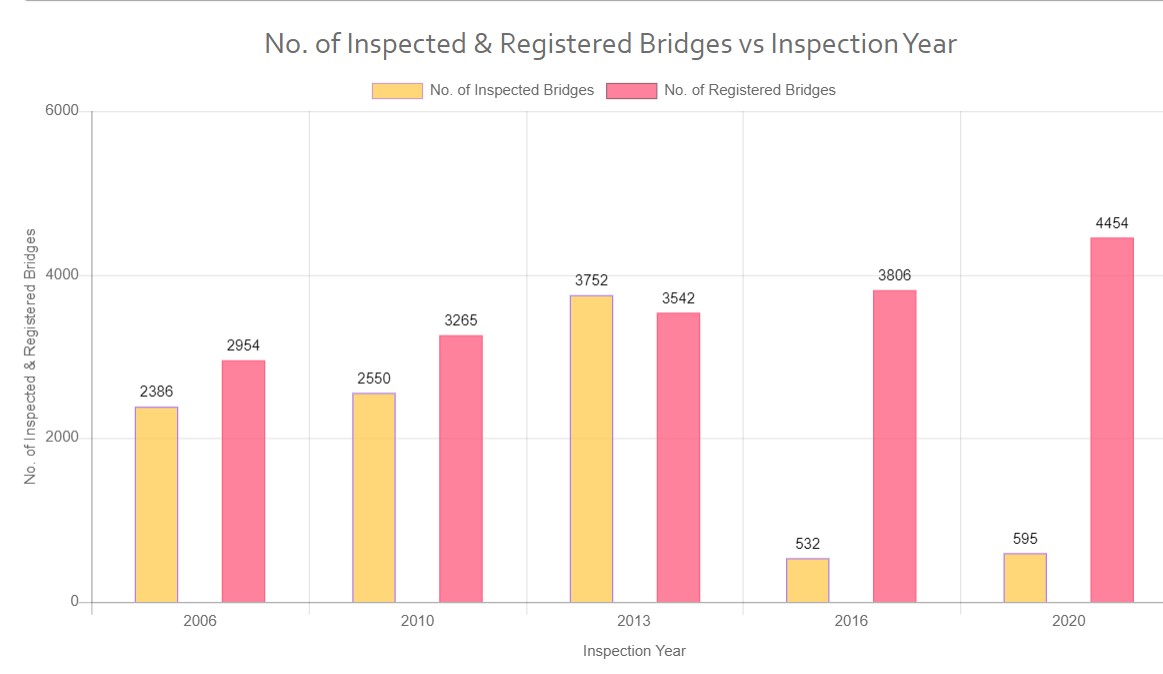 No. of Inspected & Registered Bridges vs Inspection Year
No. of Inspected Bridges No. of Registered Bridges
6000
4000
2000
0
No. of Inspected & Registered Bridges
2386
2954
2550
3265
3752
3542
532
3806
595
4454
2006 2010 2013 2016 2020
Inspection Year